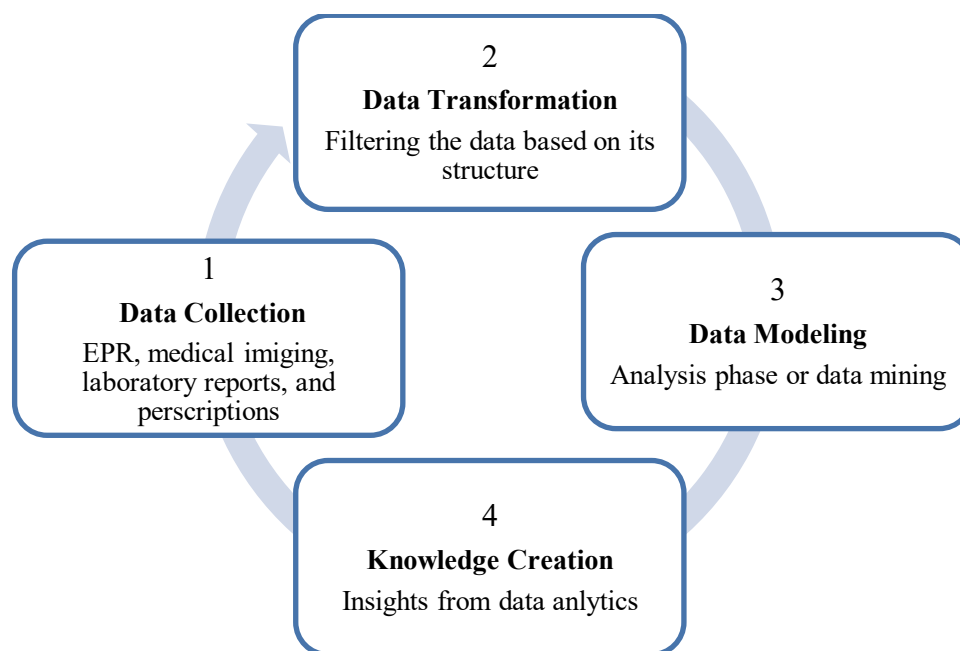 2
Data Transformation
Filtering the data based on its
structure
1
Data Collection
EPR, medical imiging,
laboratory reports, and
perscriptions
3
Data Modeling
Analysis phase or data mining
4
Knowledge Creation
Insights from data anlytics